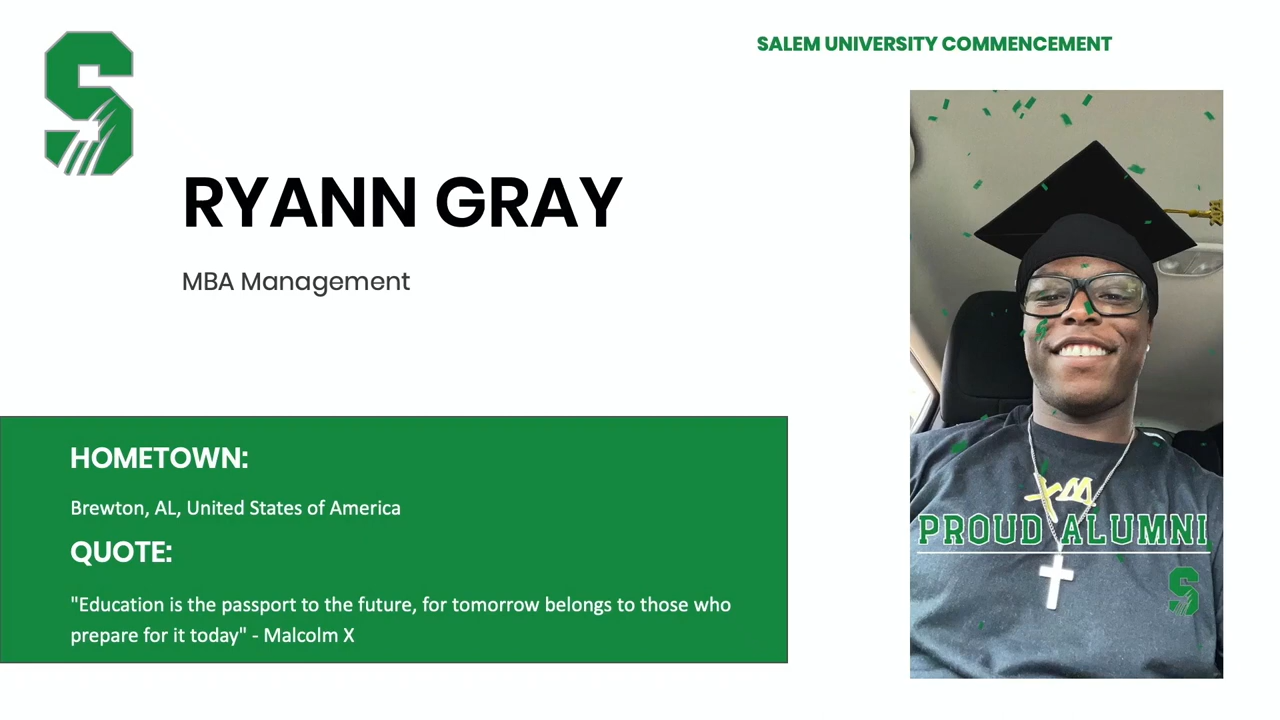 SALEM UNIVERSITY COMMENCEMENT
S
RYANN GRAY
MBA Management
HOMETOWN:
Brewton, AL, United States of America
QUOTE:
"Education is the passport to the future, for tomorrow belongs to those who
prepare for it today" - Malcolm X
PROUD ALUMNI
S